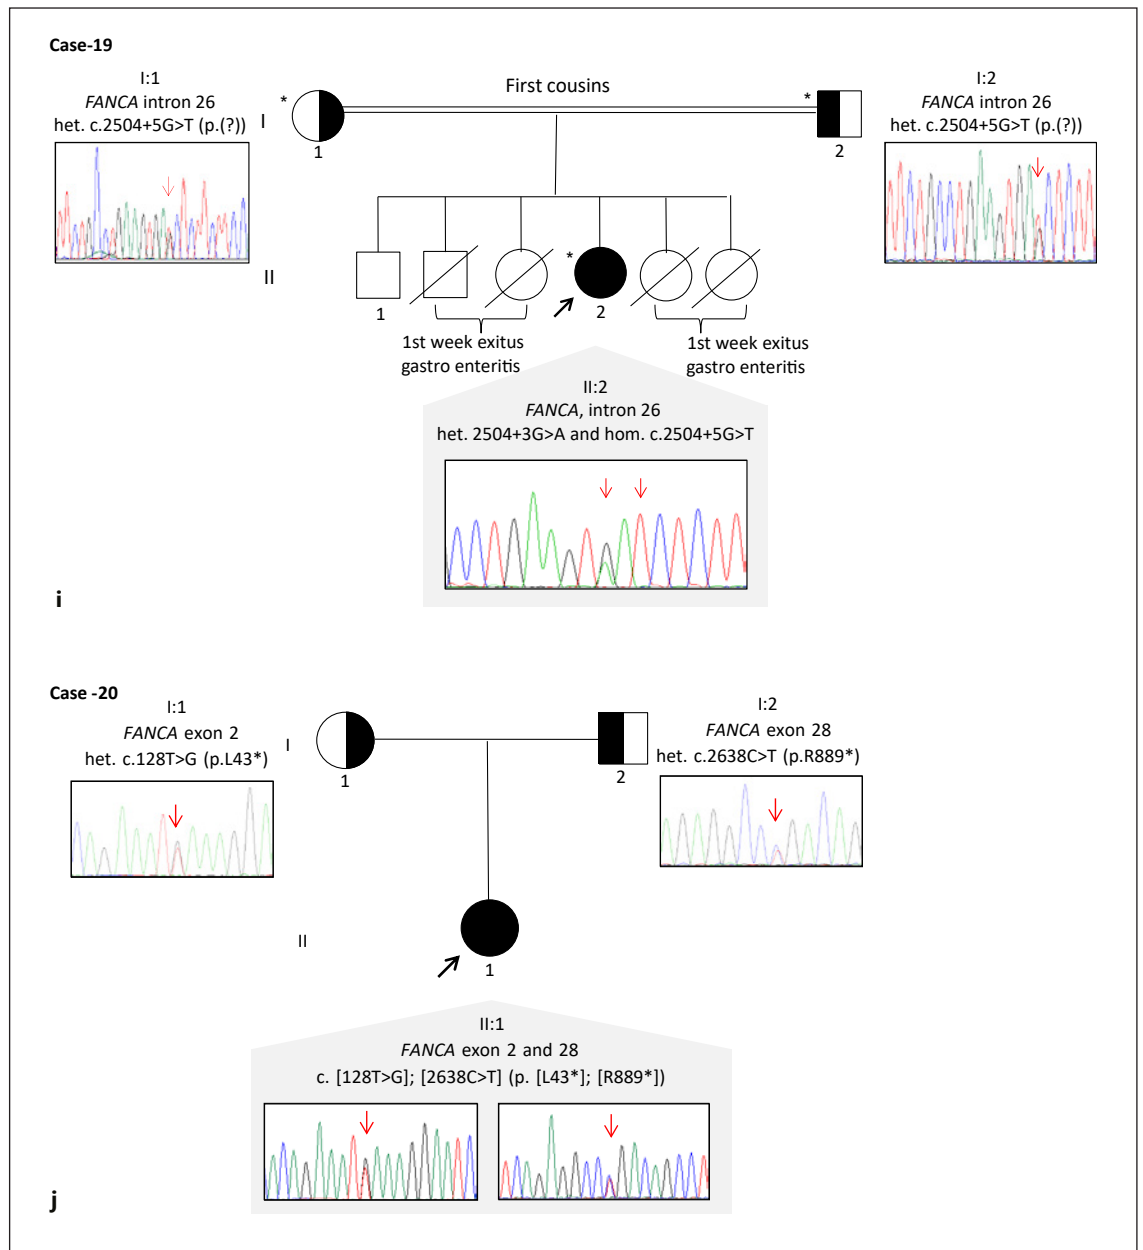 Case-19
I:1
FANCA intron 26
het. c.2504+5G>T (p.(?))
First cousins
I:2
FANCA intron 26
het. c.2504+5G>T (p.(?))
*
I
1
*
2
II
1
*
2
1st week exitus
gastro enteritis
1st week exitus
gastro enteritis
II:2
FANCA, intron 26
het. 2504+3G>A and hom. c.2504+5G>T
i
Case -20
I:1
FANCA exon 2
het. c.128T>G (p.L43*)
I
1
2
I:2
FANCA exon 28
het. c.2638C>T (p.R889*)
II
1
II:1
FANCA exon 2 and 28
c. [128T>G]; [2638C>T] (p. [L43*]; [R889*])
j